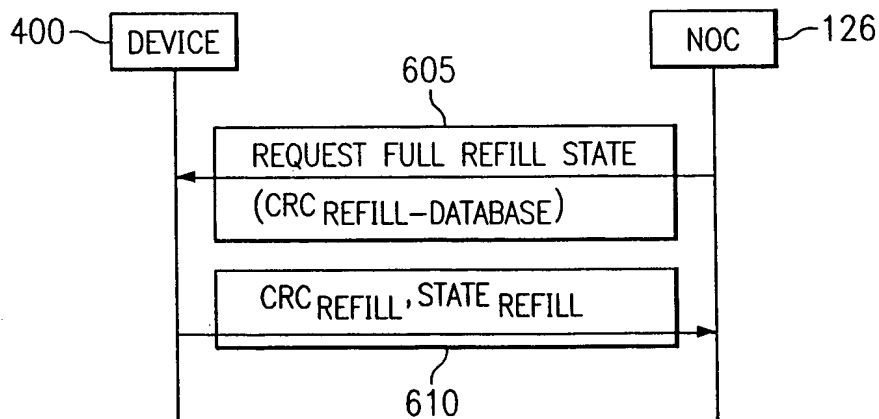 400 DEVICE NOC 126
605
REQUEST FULL REFILL STATE
(CRC REFILL-DATABASE)
CRC REFILL, STATE REFILL
610